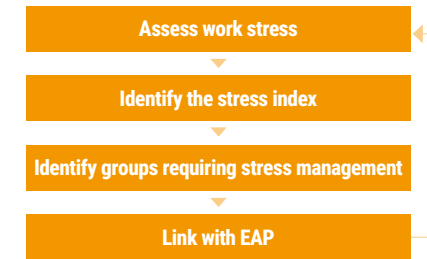 Assess work stress
Identify the stress index
Identify groups requiring stress management
Link with EAP